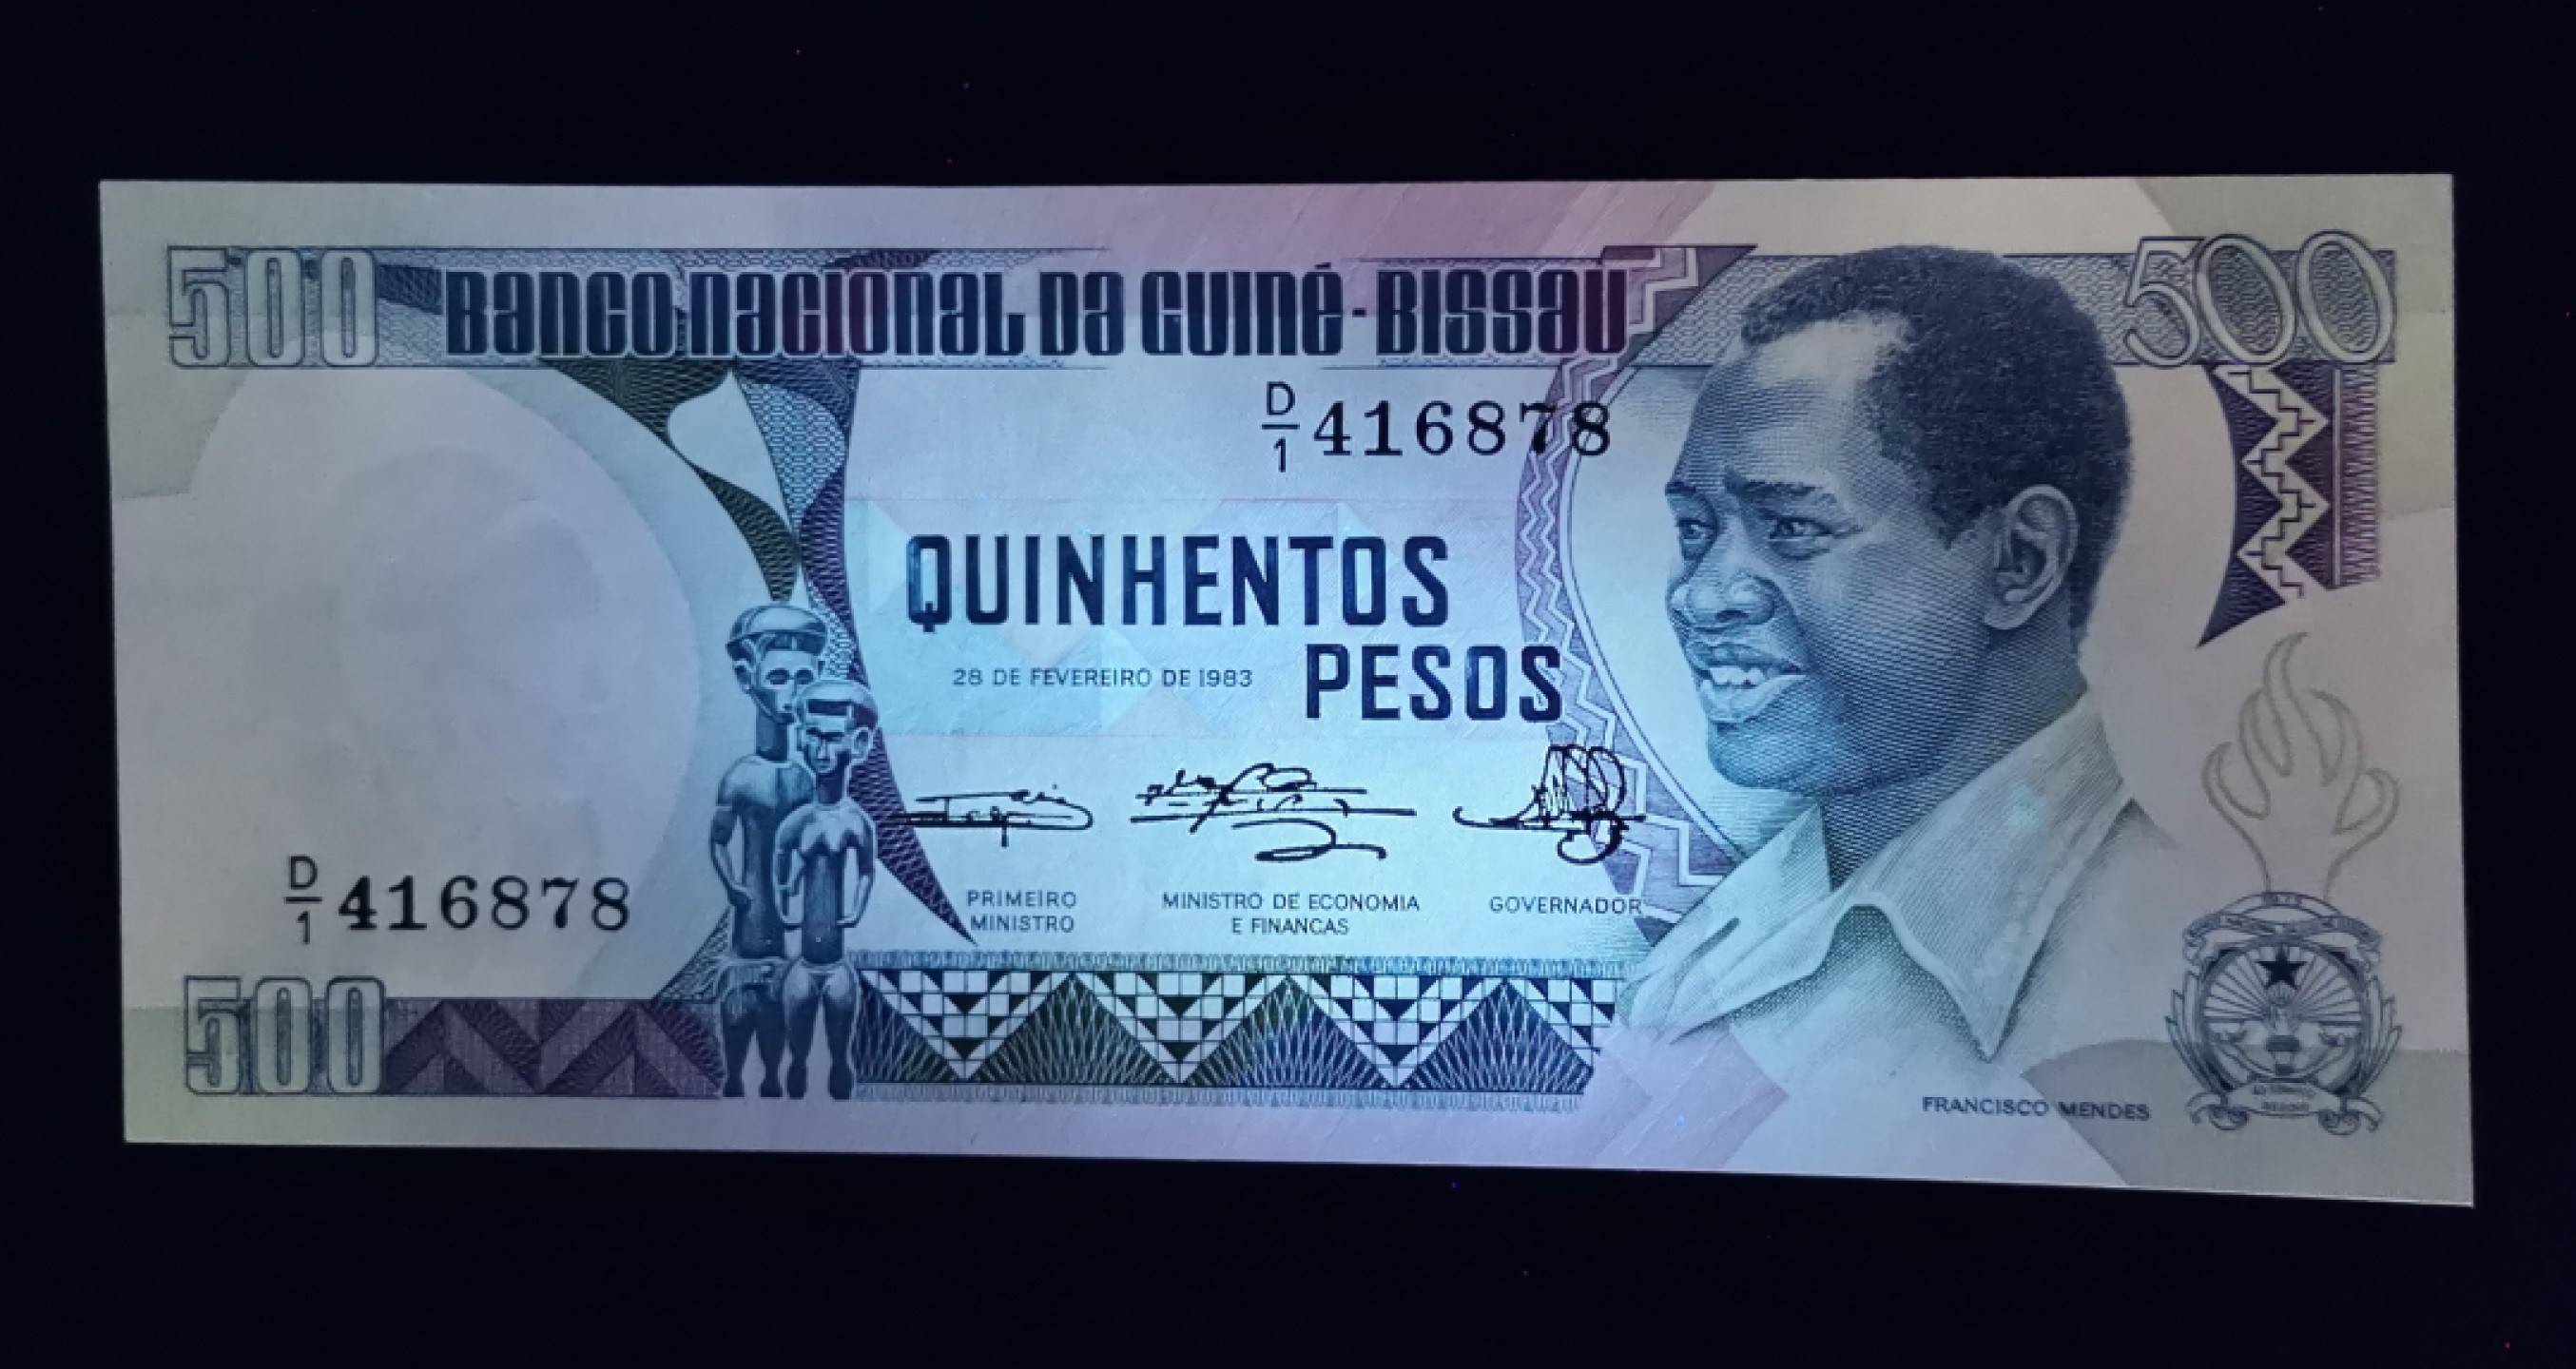 500 BANCO NACIONAL DA GUINÉ-BISSAU 500
D/1 416878
QUINHENTOS
PESOS
28 DE FEVEREIRO DE 1983
D/1 416878
PRIMEIRO
MINISTRO
MINISTRO DE ECONOMIA
E FINANCAS
GOVERNADOR
500
FRANCISCO MENDES